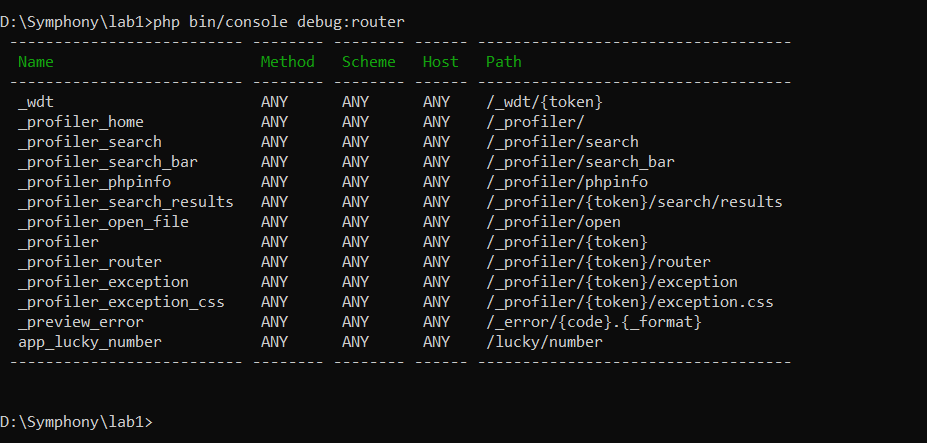 D:\Symphony\lab1>php bin/console debug:router
-------------------------- -------- -------- ------ -----------------------------------
Name Method Scheme Host Path
-------------------------- -------- -------- ------ -----------------------------------
_wdt ANY ANY ANY /_wdt/{token}
_profiler_home ANY ANY ANY /_profiler/
_profiler_search ANY ANY ANY /_profiler/search
_profiler_search_bar ANY ANY ANY /_profiler/search_bar
_profiler_phpinfo ANY ANY ANY /_profiler/phpinfo
_profiler_search_results ANY ANY ANY /_profiler/{token}/search/results
_profiler_open_file ANY ANY ANY /_profiler/open
_profiler ANY ANY ANY /_profiler/{token}
_profiler_router ANY ANY ANY /_profiler/{token}/router
_profiler_exception ANY ANY ANY /_profiler/{token}/exception
_profiler_exception_css ANY ANY ANY /_profiler/{token}/exception.css
_preview_error ANY ANY ANY /_error/{code}.{_format}
app_lucky_number ANY ANY ANY /lucky/number
-------------------------- -------- -------- ------ -----------------------------------
D:\Symphony\lab1>